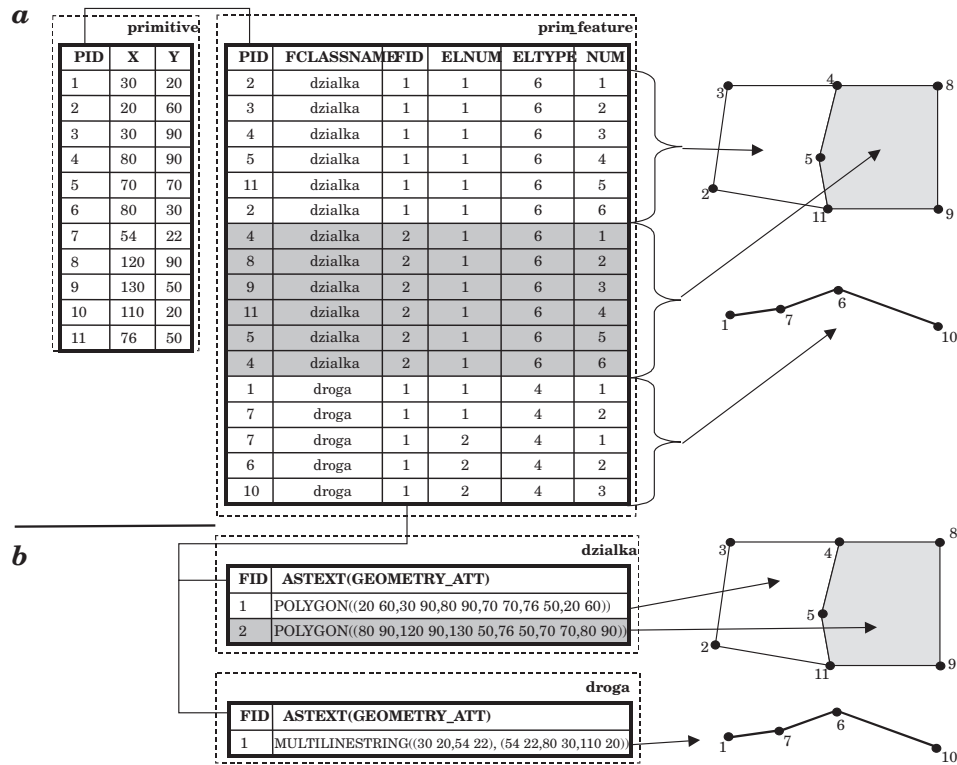 a
primitive
PID X Y
1 30 20
2 20 60
3 30 90
4 80 90
5 70 70
6 80 30
7 54 22
8 120 90
9 130 50
10 110 20
11 76 50
prim_feature
PID FCLASSNAME FID ELNUM ELTYPE NUM
2 dzialka 1 1 6 1
3 dzialka 1 1 6 2
4 dzialka 1 1 6 3
5 dzialka 1 1 6 4
11 dzialka 1 1 6 5
2 dzialka 1 1 6 6
4 dzialka 2 1 6 1
8 dzialka 2 1 6 2
9 dzialka 2 1 6 3
11 dzialka 2 1 6 4
5 dzialka 2 1 6 5
4 dzialka 2 1 6 6
1 droga 1 1 4 1
7 droga 1 1 4 2
7 droga 1 2 4 1
6 droga 1 2 4 2
10 droga 1 2 4 3
3 4 8
5
2 11 9
6
1 7 10
b
dzialka
FID ASTEXT(GEOMETRY_ATT)
1 POLYGON((20 60,30 90,80 90,70 70,76 50,20 60))
2 POLYGON((80 90,120 90,130 50,76 50,70 70,80 90))
3 4 8
5
2 11 9
droga
FID ASTEXT(GEOMETRY_ATT)
1 MULTILINESTRING((30 20,54 22), (54 22,80 30,110 20))
6
1 7 10